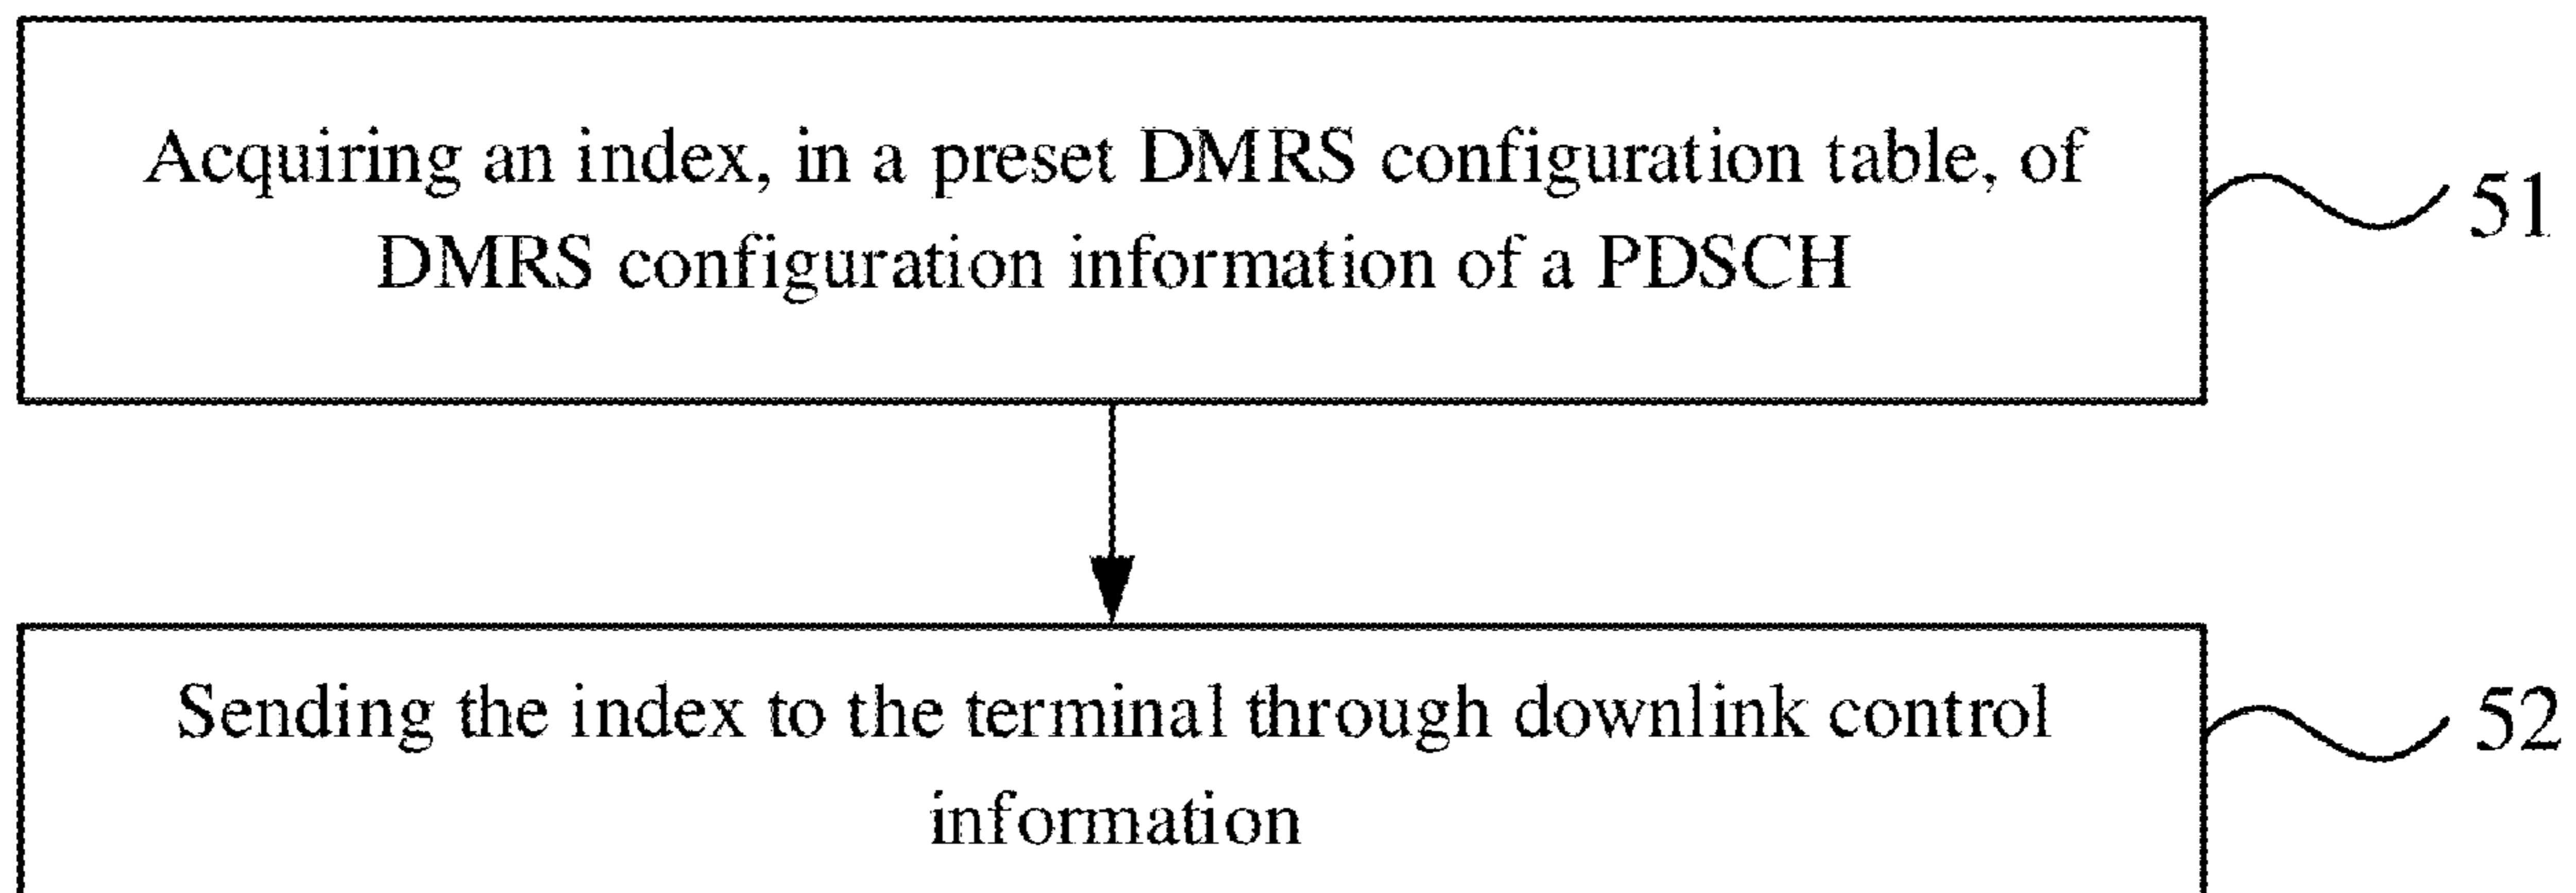 Acquiring an index, in a preset DMRS configuration table, of
DMRS configuration information of a PDSCH
51
Sending the index to the terminal through downlink control
information
52